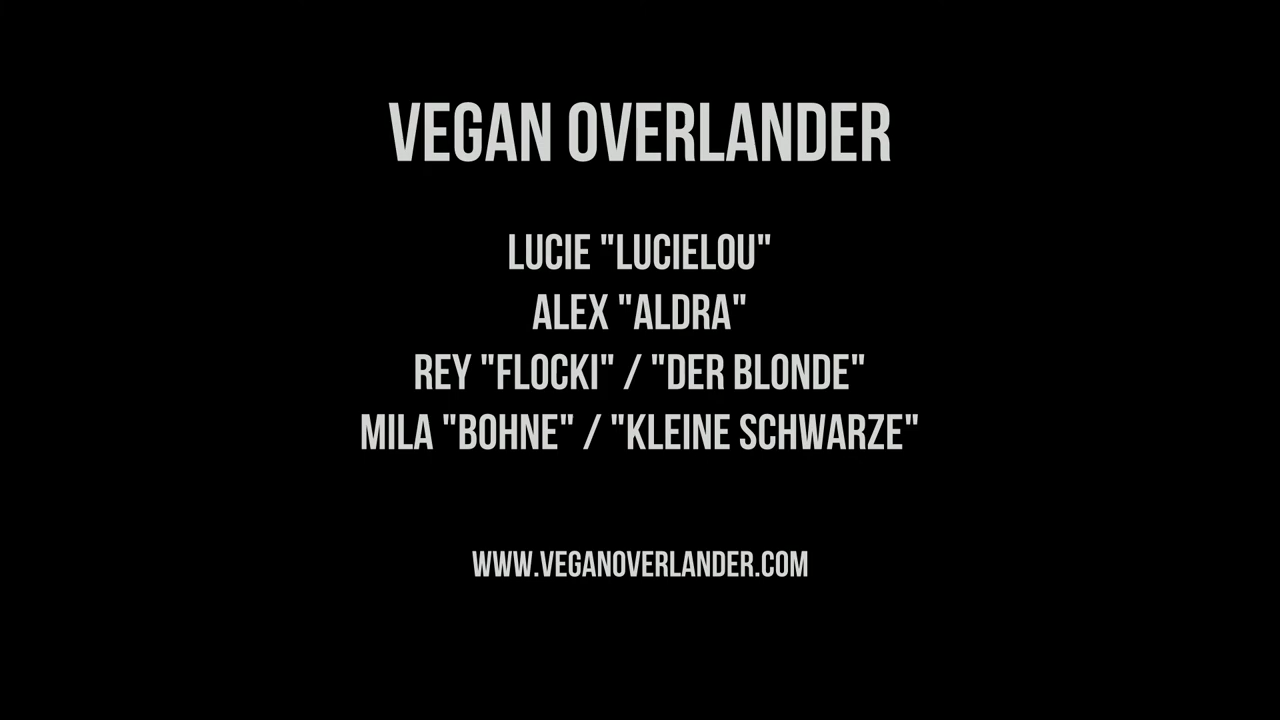 VEGAN OVERLANDER
LUCIE "LUCIELOU"
ALEX "ALDRA"
REY "FLOCKI" / "DER BLONDE"
MILA "BOHNE" / "KLEINE SCHWARZE"
WWW.VEGANOVERLANDER.COM